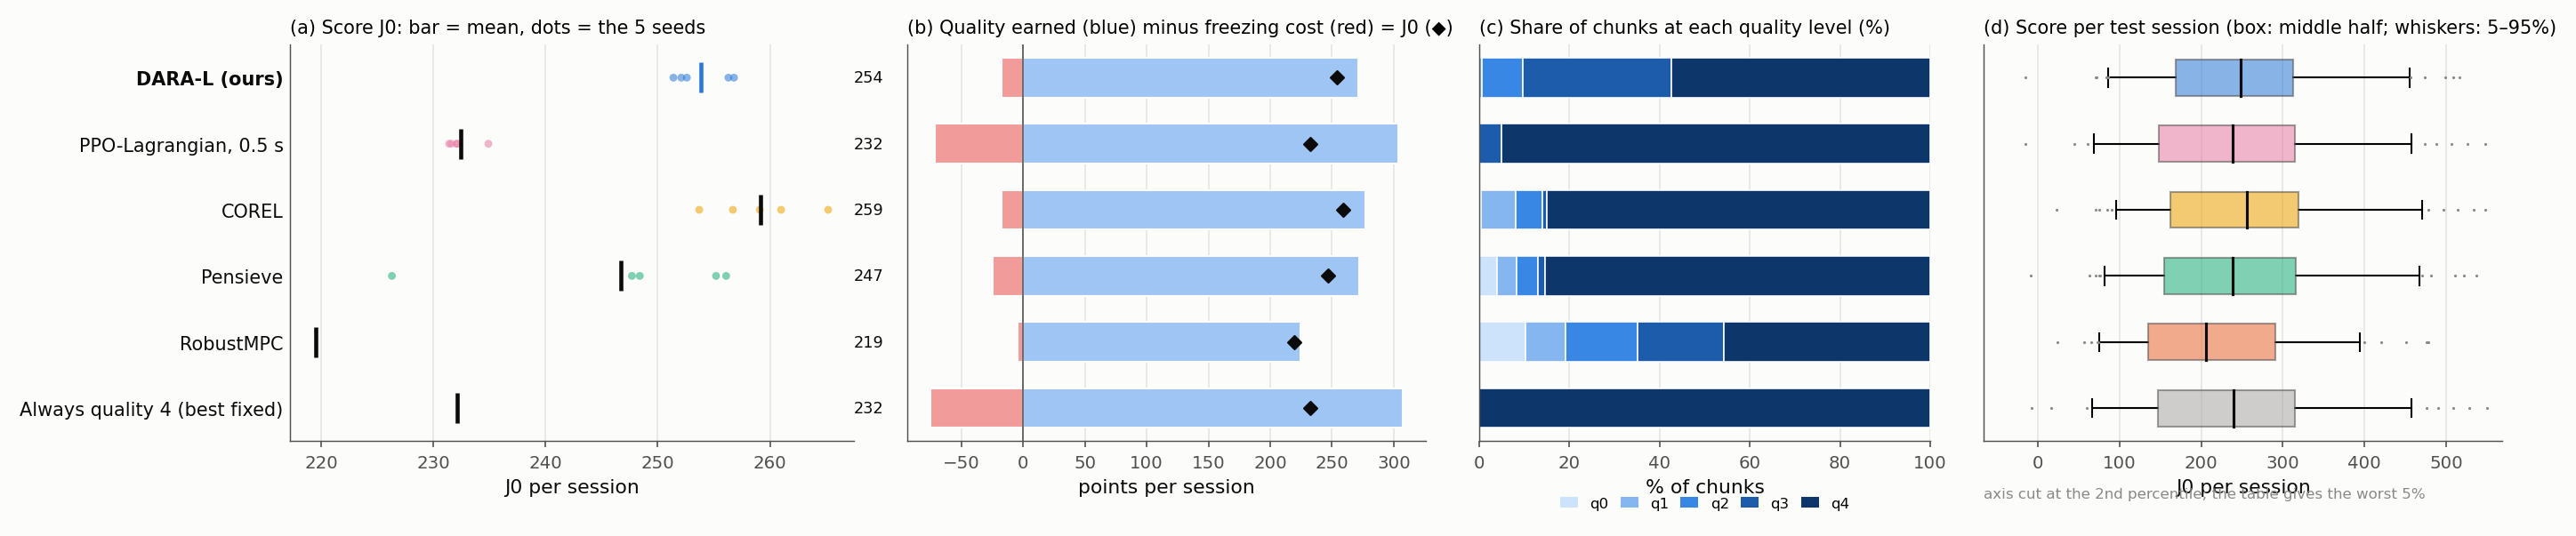 (a) Score J0: bar = mean, dots = the 5 seeds
DARA-L (ours)
PPO-Lagrangian, 0.5 s
COREL
Pensieve
RobustMPC
Always quality 4 (best fixed)
254
232
259
247
219
232
220 230 240 250 260
J0 per session
(b) Quality earned (blue) minus freezing cost (red) = J0 (◆)
−50 0 50 100 150 200 250 300
points per session
(c) Share of chunks at each quality level (%)
0 20 40 60 80 100
% of chunks
q0 q1 q2 q3 q4
(d) Score per test session (box: middle half; whiskers: 5–95%)
0 100 200 300 400 500
J0 per session
axis cut at the 2nd percentile; the table gives the worst 5%